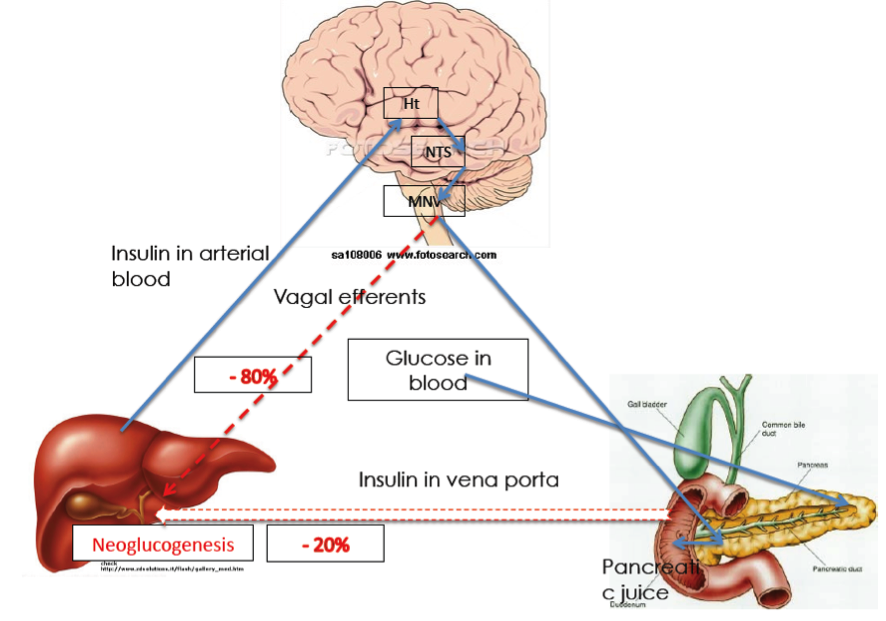 Ht
FOTOSEARCH
NTS
MNV
sa108006 www.fotosearch.com
Insulin in arterial
blood
Vagal efferents
- 80%
Glucose in
blood
Gall bladder
Common bile
duct
Pancreas
Insulin in vena porta
Neoglucogenesis
- 20%
Pancreati
c juice
Pancreatic duct
Duodenum